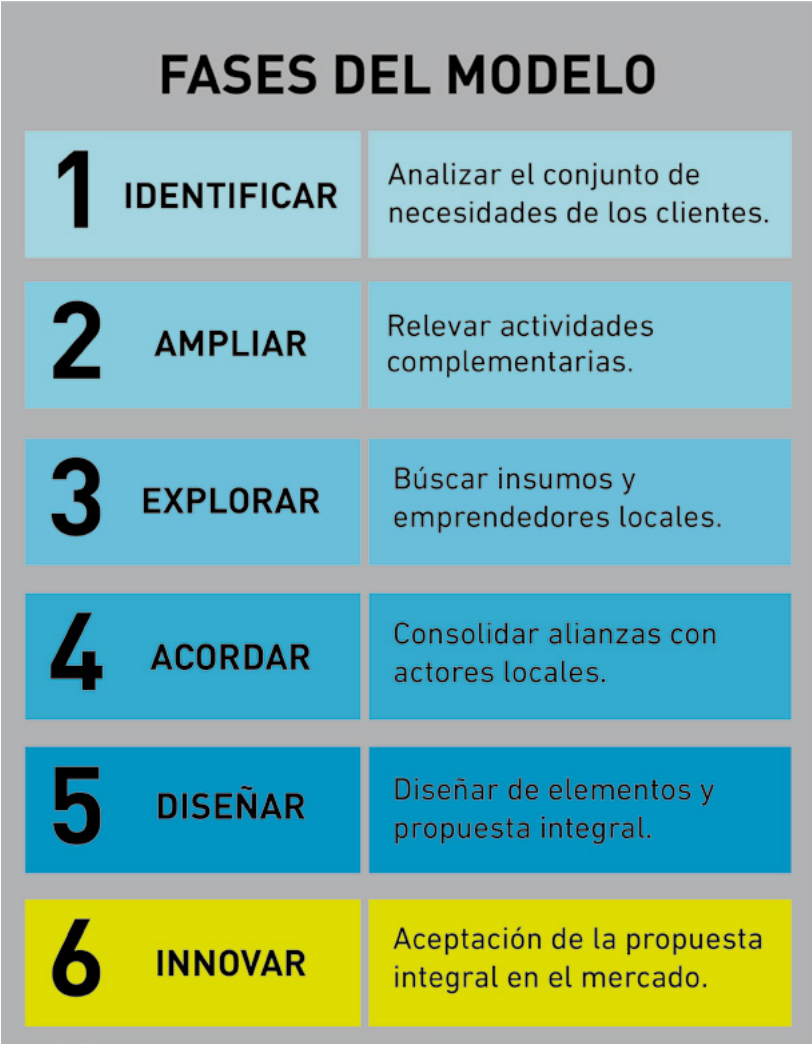 FASES DEL MODELO
1 IDENTIFICAR
Analizar el conjunto de
necesidades de los clientes.
2 AMPLIAR
Relevar actividades
complementarias.
3 EXPLORAR
Búscar insumos y
emprendedores locales.
4 ACORDAR
Consolidar alianzas con
actores locales.
5 DISEÑAR
Diseñar de elementos y
propuesta integral.
6 INNOVAR
Aceptación de la propuesta
integral en el mercado.